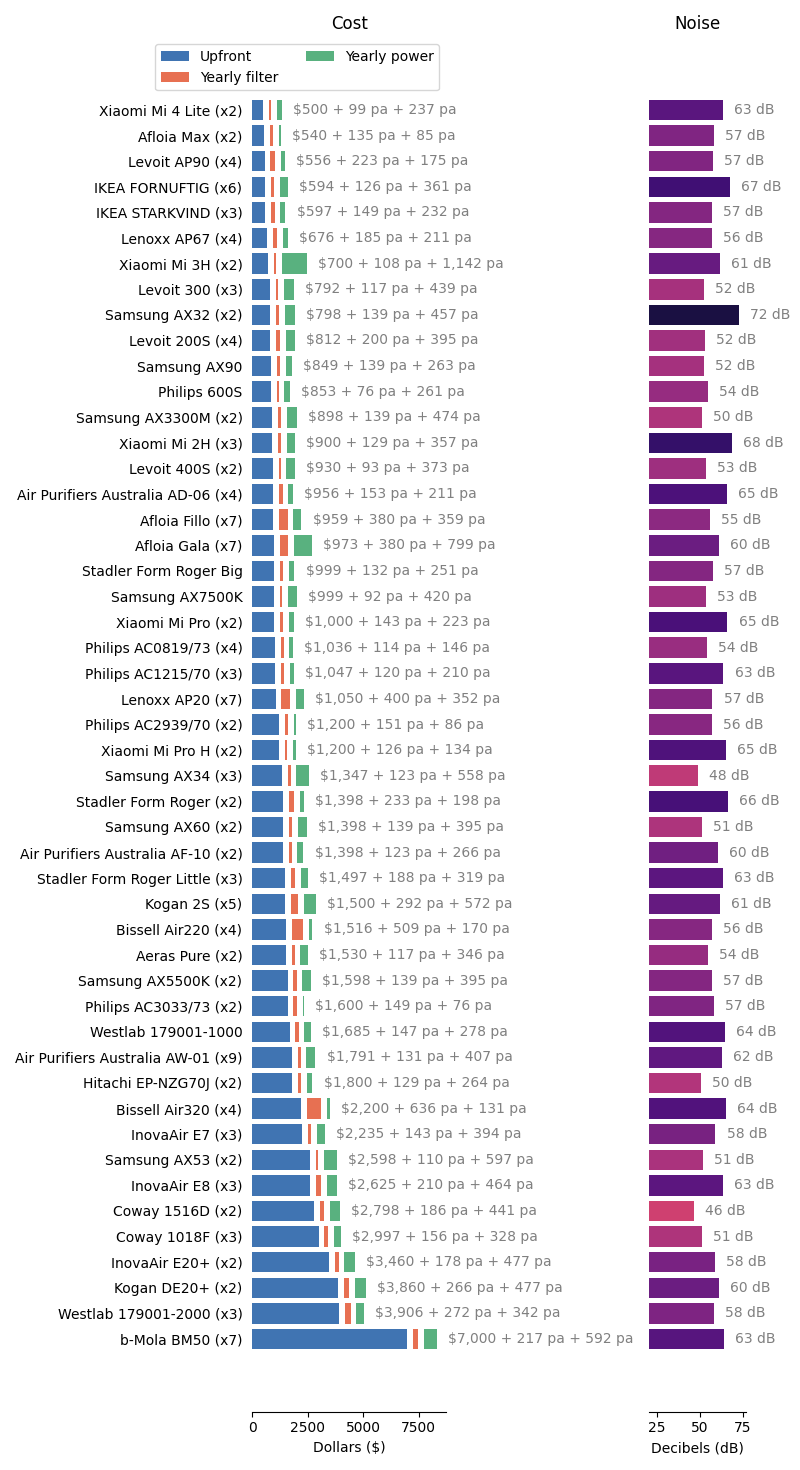 Cost Noise
Upfront Yearly power
Yearly filter
Xiaomi Mi 4 Lite (x2) $500 + 99 pa + 237 pa 63 dB
Afloia Max (x2) $540 + 135 pa + 85 pa 57 dB
Levoit AP90 (x4) $556 + 223 pa + 175 pa 57 dB
IKEA FORNUFTIG (x6) $594 + 126 pa + 361 pa 67 dB
IKEA STARKVIND (x3) $597 + 149 pa + 232 pa 57 dB
Lenoxx AP67 (x4) $676 + 185 pa + 211 pa 56 dB
Xiaomi Mi 3H (x2) $700 + 108 pa + 1,142 pa 61 dB
Levoit 300 (x3) $792 + 117 pa + 439 pa 52 dB
Samsung AX32 (x2) $798 + 139 pa + 457 pa 72 dB
Levoit 200S (x4) $812 + 200 pa + 395 pa 52 dB
Samsung AX90 $849 + 139 pa + 263 pa 52 dB
Philips 600S $853 + 76 pa + 261 pa 54 dB
Samsung AX3300M (x2) $898 + 139 pa + 474 pa 50 dB
Xiaomi Mi 2H (x3) $900 + 129 pa + 357 pa 68 dB
Levoit 400S (x2) $930 + 93 pa + 373 pa 53 dB
Air Purifiers Australia AD-06 (x4) $956 + 153 pa + 211 pa 65 dB
Afloia Fillo (x7) $959 + 380 pa + 359 pa 55 dB
Afloia Gala (x7) $973 + 380 pa + 799 pa 60 dB
Stadler Form Roger Big $999 + 132 pa + 251 pa 57 dB
Samsung AX7500K $999 + 92 pa + 420 pa 53 dB
Xiaomi Mi Pro (x2) $1,000 + 143 pa + 223 pa 65 dB
Philips AC0819/73 (x4) $1,036 + 114 pa + 146 pa 54 dB
Philips AC1215/70 (x3) $1,047 + 120 pa + 210 pa 63 dB
Lenoxx AP20 (x7) $1,050 + 400 pa + 352 pa 57 dB
Philips AC2939/70 (x2) $1,200 + 151 pa + 86 pa 56 dB
Xiaomi Mi Pro H (x2) $1,200 + 126 pa + 134 pa 65 dB
Samsung AX34 (x3) $1,347 + 123 pa + 558 pa 48 dB
Stadler Form Roger (x2) $1,398 + 233 pa + 198 pa 66 dB
Samsung AX60 (x2) $1,398 + 139 pa + 395 pa 51 dB
Air Purifiers Australia AF-10 (x2) $1,398 + 123 pa + 266 pa 60 dB
Stadler Form Roger Little (x3) $1,497 + 188 pa + 319 pa 63 dB
Kogan 2S (x5) $1,500 + 292 pa + 572 pa 61 dB
Bissell Air220 (x4) $1,516 + 509 pa + 170 pa 56 dB
Aeras Pure (x2) $1,530 + 117 pa + 346 pa 54 dB
Samsung AX5500K (x2) $1,598 + 139 pa + 395 pa 57 dB
Philips AC3033/73 (x2) $1,600 + 149 pa + 76 pa 57 dB
Westlab 179001-1000 $1,685 + 147 pa + 278 pa 64 dB
Air Purifiers Australia AW-01 (x9) $1,791 + 131 pa + 407 pa 62 dB
Hitachi EP-NZG70J (x2) $1,800 + 129 pa + 264 pa 50 dB
Bissell Air320 (x4) $2,200 + 636 pa + 131 pa 64 dB
InovaAir E7 (x3) $2,235 + 143 pa + 394 pa 58 dB
Samsung AX53 (x2) $2,598 + 110 pa + 597 pa 51 dB
InovaAir E8 (x3) $2,625 + 210 pa + 464 pa 63 dB
Coway 1516D (x2) $2,798 + 186 pa + 441 pa 46 dB
Coway 1018F (x3) $2,997 + 156 pa + 328 pa 51 dB
InovaAir E20+ (x2) $3,460 + 178 pa + 477 pa 58 dB
Kogan DE20+ (x2) $3,860 + 266 pa + 477 pa 60 dB
Westlab 179001-2000 (x3) $3,906 + 272 pa + 342 pa 58 dB
b-Mola BM50 (x7) $7,000 + 217 pa + 592 pa 63 dB
0 2500 5000 7500 25 50 75
Dollars ($) Decibels (dB)